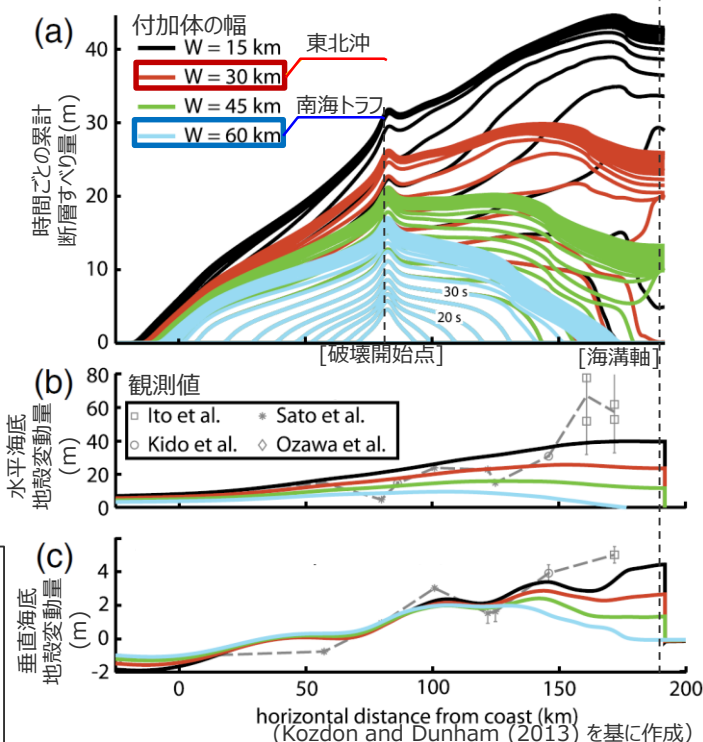 (a)
付加体の幅
W = 15 km
W = 30 km
W = 45 km
W = 60 km
東北沖
南海トラフ
時間ごとの累計
断層すべり量(m)
40
30
20
10
0
30 s
20 s
[破壊開始点]
[海溝軸]
(b)
観測値
Ito et al.
Sato et al.
Kido et al.
Ozawa et al.
水平海底
地殻変動量
(m)
80
60
40
20
0
(c)
垂直海底
地殻変動量
(m)
4
2
0
-2
0 50 100 150 200
horizontal distance from coast (km)
(Kozdon and Dunham (2013) を基に作成)